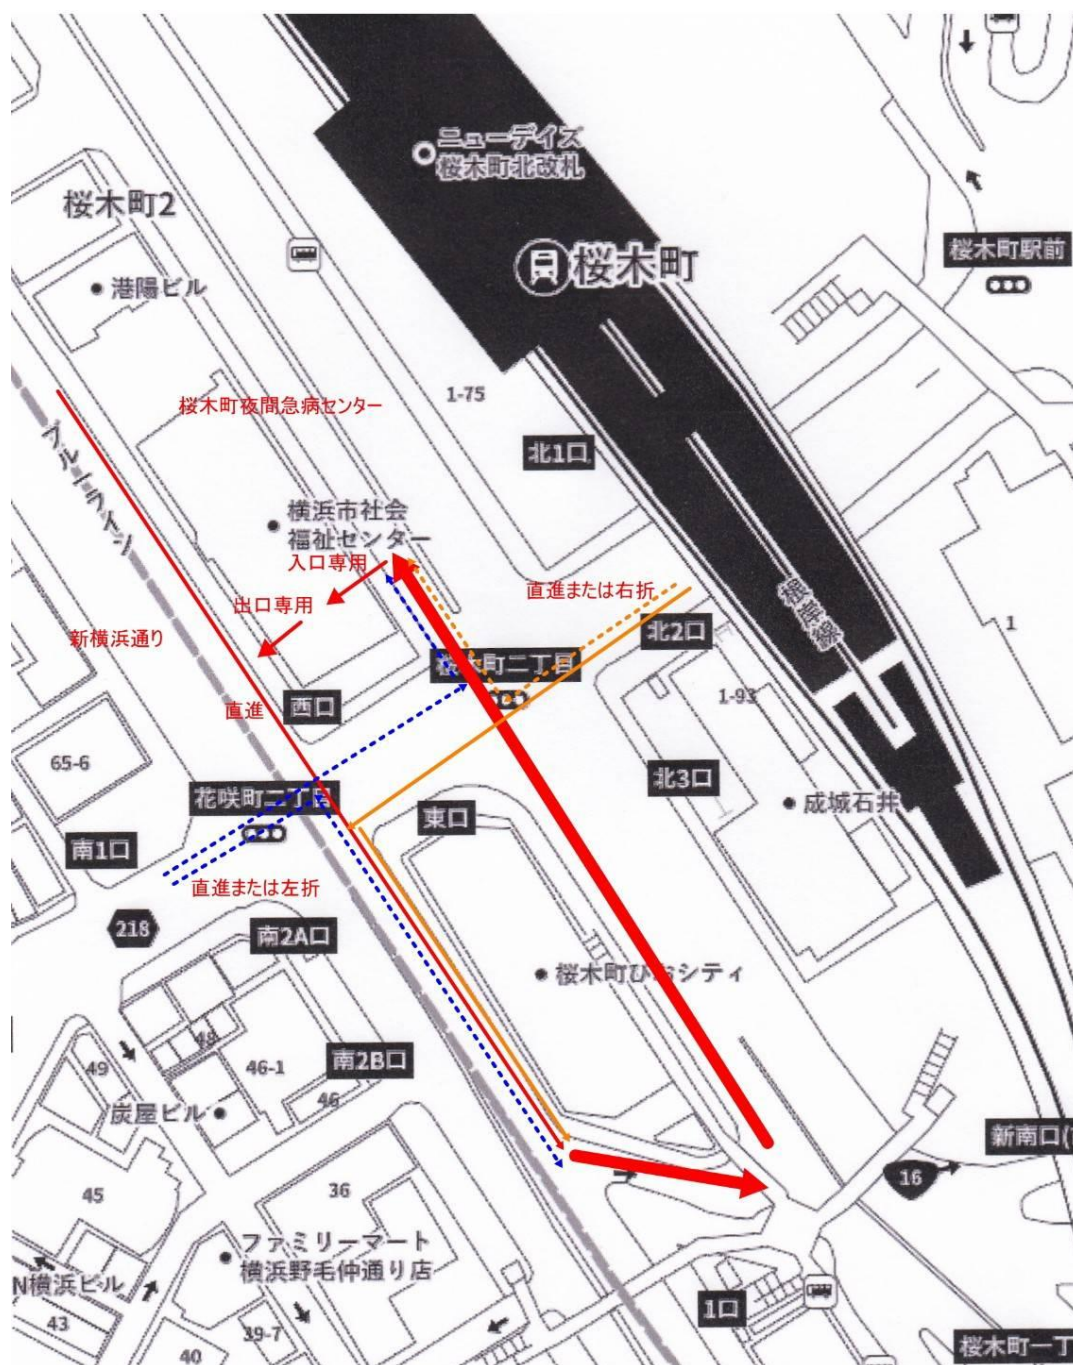 ニューデイズ
桜木町北改札
桜木町2
桜木町
桜木町駅前
港陽ビル
桜木町夜間急病センター
1-75
ブルーライン
北1口
横浜市社会
福祉センター
入口専用
出口専用
直進または右折
根岸線
新横浜通り
北2口
1
桜木町二丁目
西口
直進
1-93
65-6
花咲町二丁目
北3口
東口
成城石井
南1口
直進または左折
218
南2A口
桜木町ぴおシティ
48
49
46-1
南2B口
46
炭屋ビル
新南口(
16
45
36
ファミリーマート
横浜野毛仲通り店
N横浜ビル
1口
43
39-7
40
桜木町一丁